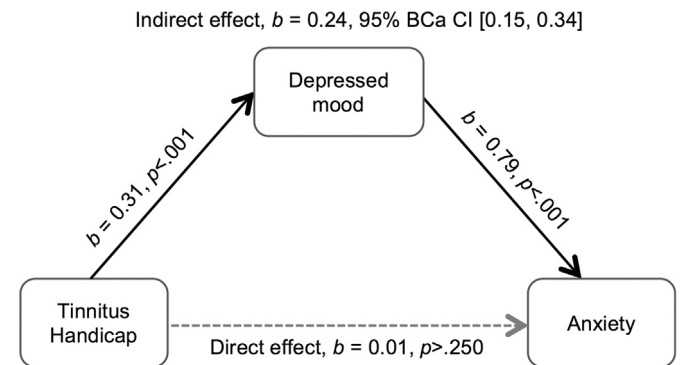 Indirect effect, b = 0.24, 95% BCa CI [0.15, 0.34]
Depressed
mood
b = 0.31, p<.001
b = 0.79, p<.001
Tinnitus
Handicap
Anxiety
Direct effect, b = 0.01, p>.250